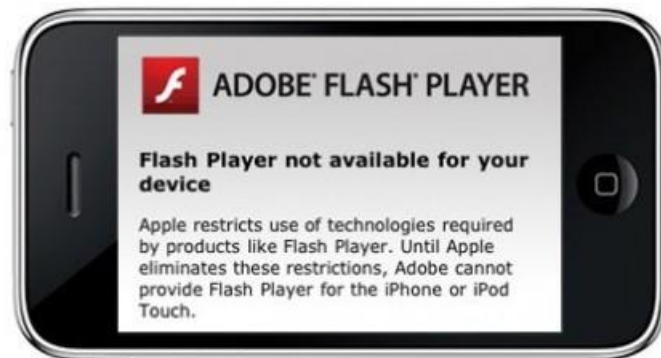 ADOBE® FLASH® PLAYER
Flash Player not available for your
device
Apple restricts use of technologies required
by products like Flash Player. Until Apple
eliminates these restrictions, Adobe cannot
provide Flash Player for the iPhone or iPod
Touch.